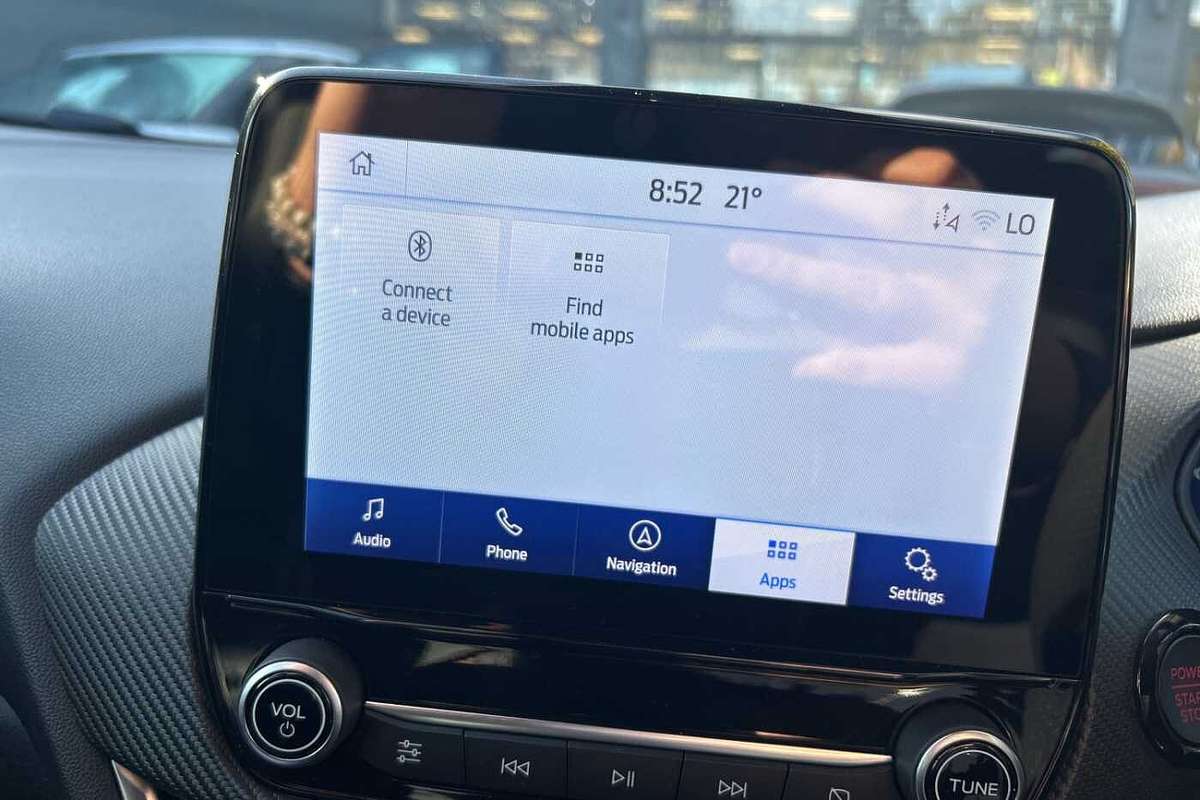 8:52 21° LO
Connect
a device
Find
mobile apps
Audio
Phone
Navigation
Apps
Settings
VOL
TUNE